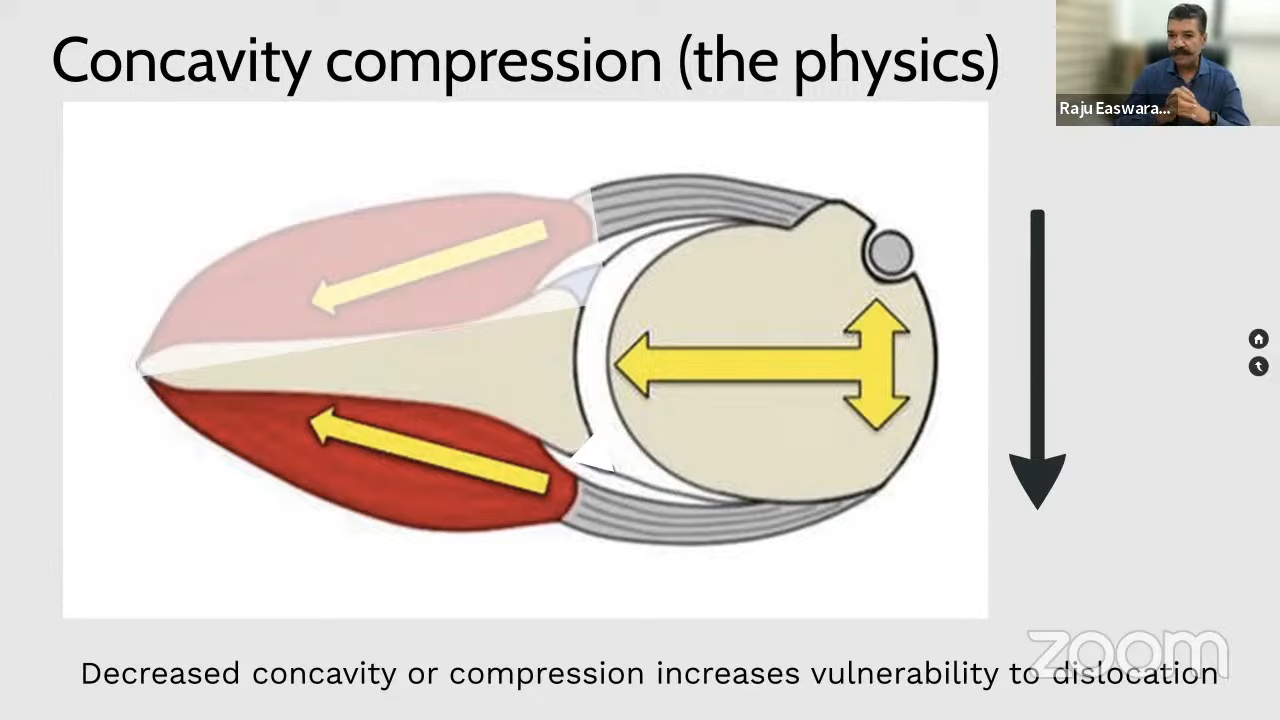 Concavity compression (the physics)
Raju Easwara...
Decreased concavity or compression increases vulnerability to dislocation
zoom